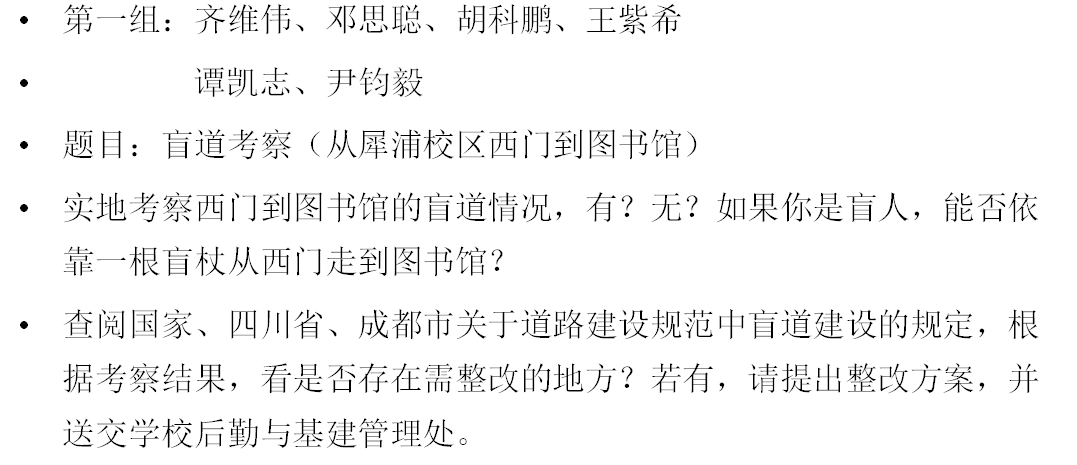 • 第一组：齐维伟、邓思聪、胡科鹏、王紫希
• 谭凯志、尹钧毅
• 题目：盲道考察（从犀浦校区西门到图书馆）
• 实地考察西门到图书馆的盲道情况，有？无？如果你是盲人，能否依
靠一根盲杖从西门走到图书馆？
• 查阅国家、四川省、成都市关于道路建设规范中盲道建设的规定，根
据考察结果，看是否存在需整改的地方？若有，请提出整改方案，并
送交学校后勤与基建管理处。